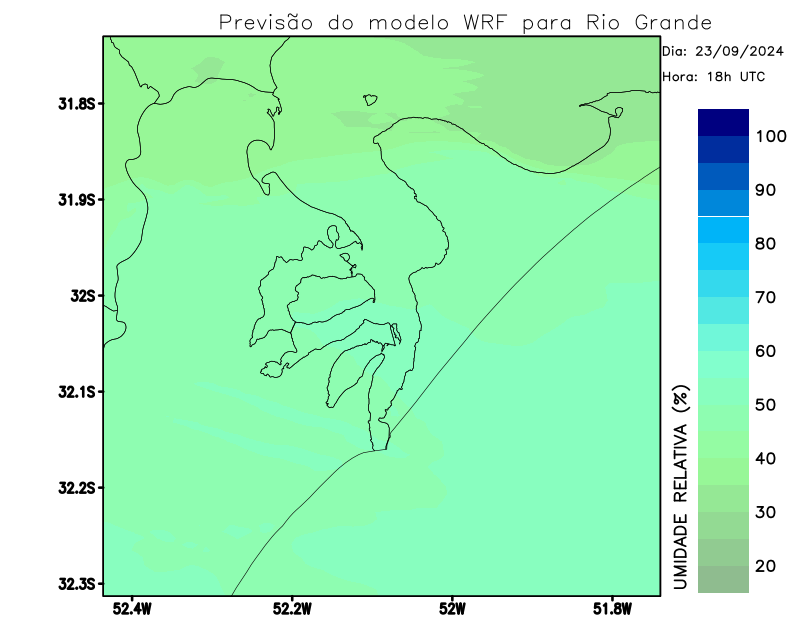 Previsão do modelo WRF para Rio Grande
Dia: 23/09/2024
Hora: 18h UTC
31.8S
31.9S
32S
32.1S
32.2S
32.3S
52.4W
52.2W
52W
51.8W
100
90
80
70
60
50
40
30
20
UMIDADE RELATIVA (%)